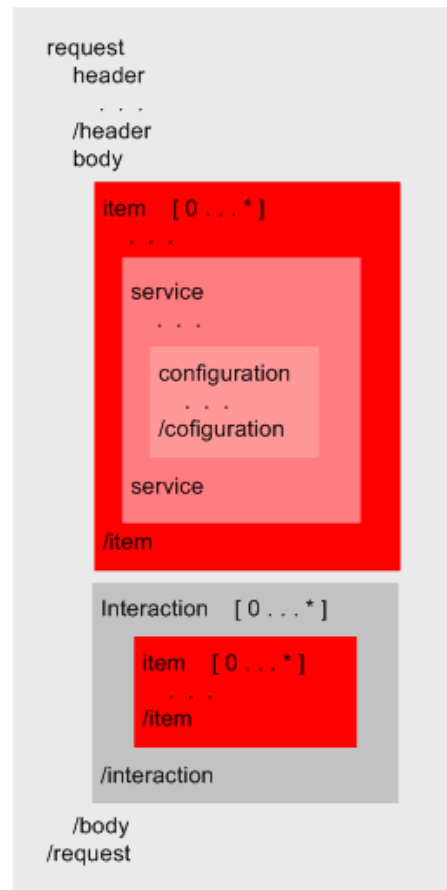 request
header
. . .
/header
body
item [ 0 . . . * ]
. . .
service
. . .
configuration
. . .
/cofiguration
service
/item
Interaction [ 0 . . . * ]
item [ 0 . . . * ]
. . .
/item
/interaction
/body
/request